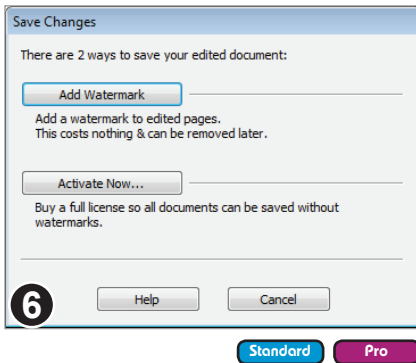 Save Changes
There are 2 ways to save your edited document:
Add Watermark
Add a watermark to edited pages.
This costs nothing & can be removed later.
Activate Now...
Buy a full license so all documents can be saved without
watermarks.
6
Help Cancel
Standard Pro